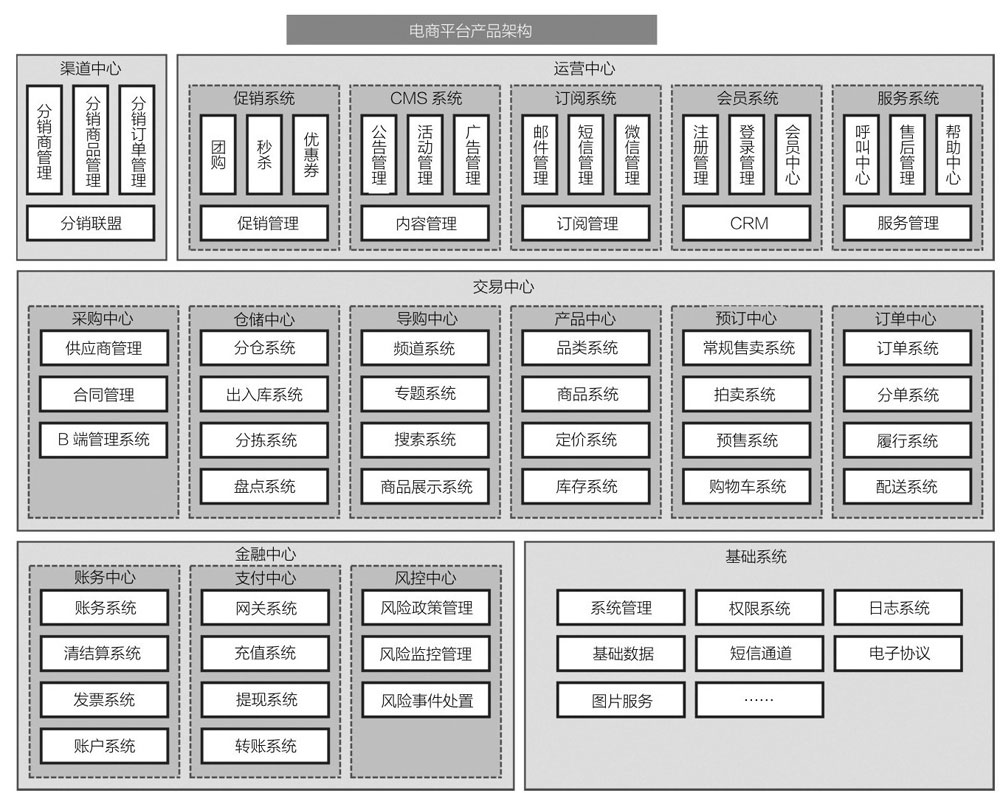 电商平台产品架构
渠道中心
分销商管理
分销商品管理
分销订单管理
分销联盟
运营中心
促销系统
团购
秒杀
优惠券
促销管理
CMS 系统
公告管理
活动管理
广告管理
内容管理
订阅系统
邮件管理
短信管理
微信管理
订阅管理
会员系统
注册管理
登录管理
会员中心
CRM
服务系统
呼叫中心
售后管理
帮助中心
服务管理
交易中心
采购中心
供应商管理
合同管理
B 端管理系统
仓储中心
分仓系统
出入库系统
分拣系统
盘点系统
导购中心
频道系统
专题系统
搜索系统
商品展示系统
产品中心
品类系统
商品系统
定价系统
库存系统
预订中心
常规售卖系统
拍卖系统
预售系统
购物车系统
订单中心
订单系统
分单系统
履行系统
配送系统
金融中心
账务中心
账务系统
清结算系统
发票系统
账户系统
支付中心
网关系统
充值系统
提现系统
转账系统
风控中心
风险政策管理
风险监控管理
风险事件处置
基础系统
系统管理
权限系统
日志系统
基础数据
短信通道
电子协议
图片服务
……